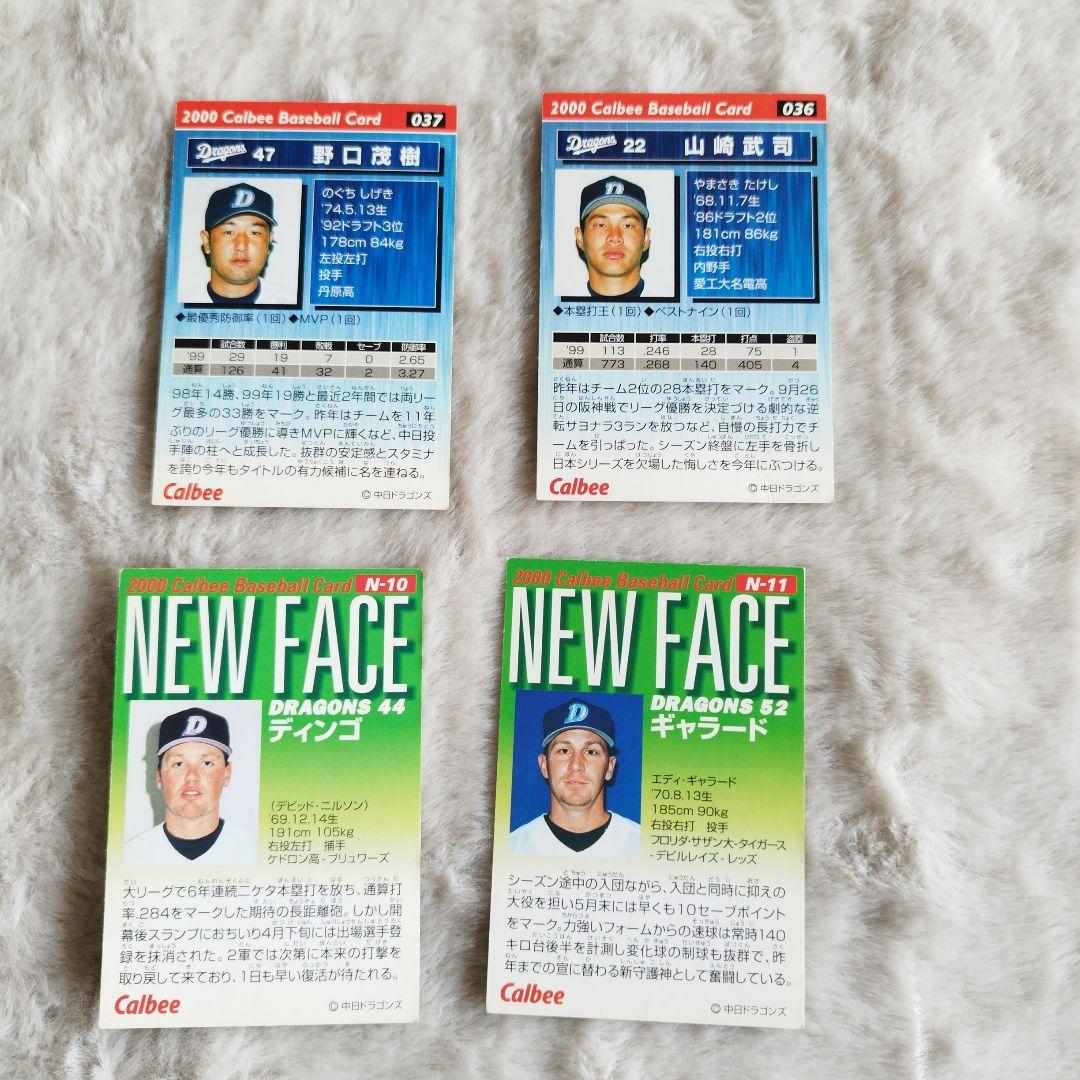 2000 Calbee Baseball Card 037
Dragons 47 野口茂樹
のぐち しげき
'74.5.13生
'92ドラフト3位
178cm 84kg
左投左打
投手
丹原高
◆最優秀防御率(1回)◆MVP(1回)
試合数 勝利 敗戦 セーブ 防御率
'99 29 19 7 0 2.65
通算 126 41 32 2 3.27
98年14勝、99年19勝と最近2年間では両リー
グ最多の33勝をマーク。昨年はチームを11年
ぶりのリーグ優勝に導きMVPに輝くなど、中日投
手陣の柱へと成長した。抜群の安定感とスタミナ
を誇り今年もタイトルの有力候補に名を連ねる。
Calbee
©中日ドラゴンズ
2000 Calbee Baseball Card 036
Dragons 22 山崎武司
やまさき たけし
'68.11.7生
'86ドラフト2位
181cm 86kg
右投右打
内野手
愛工大名電高
◆本塁打王(1回)◆ベストナイン(1回)
試合数 打率 本塁打 打点 盗塁
'99 113 .246 28 75 1
通算 773 .268 140 405 4
昨年はチーム2位の28本塁打をマーク。9月26
日の阪神戦でリーグ優勝を決定づける劇的な逆
転サヨナラ3ランを放つなど、自慢の長打力でチ
ームを引っぱった。シーズン終盤に左手を骨折し
日本シリーズを欠場した悔しさを今年にぶつける。
Calbee
©中日ドラゴンズ
2000 Calbee Baseball Card N-10
NEW FACE
DRAGONS 44
ディンゴ
D
(デビッド・ニルソン)
'69.12.14生
191cm 105kg
右投左打 捕手
ケドロン高-ブリュワーズ
大リーグで6年連続二ケタ本塁打を放ち、通算打
率.284をマークした期待の長距離砲。しかし開
幕後スランプにおちいり4月下旬には出場選手登
録を抹消された。2軍では次第に本来の打撃を
取り戻して来ており、1日も早い復活が待たれる。
Calbee
©中日ドラゴンズ
2000 Calbee Baseball Card N-11
NEW FACE
DRAGONS 52
ギャラード
D
エディ・ギャラード
'70.8.13生
185cm 90kg
右投右打 投手
フロリダ・サザン大-タイガース
-デビルレイズ-レッズ
シーズン途中の入団ながら、入団と同時に抑えの
大役を担い5月末には早くも10セーブポイント
をマーク。力強いフォームからの速球は常時140
キロ台後半を計測し変化球の制球も抜群で、昨
年までの宣に替わる新守護神として奮闘している。
Calbee
©中日ドラゴンズ